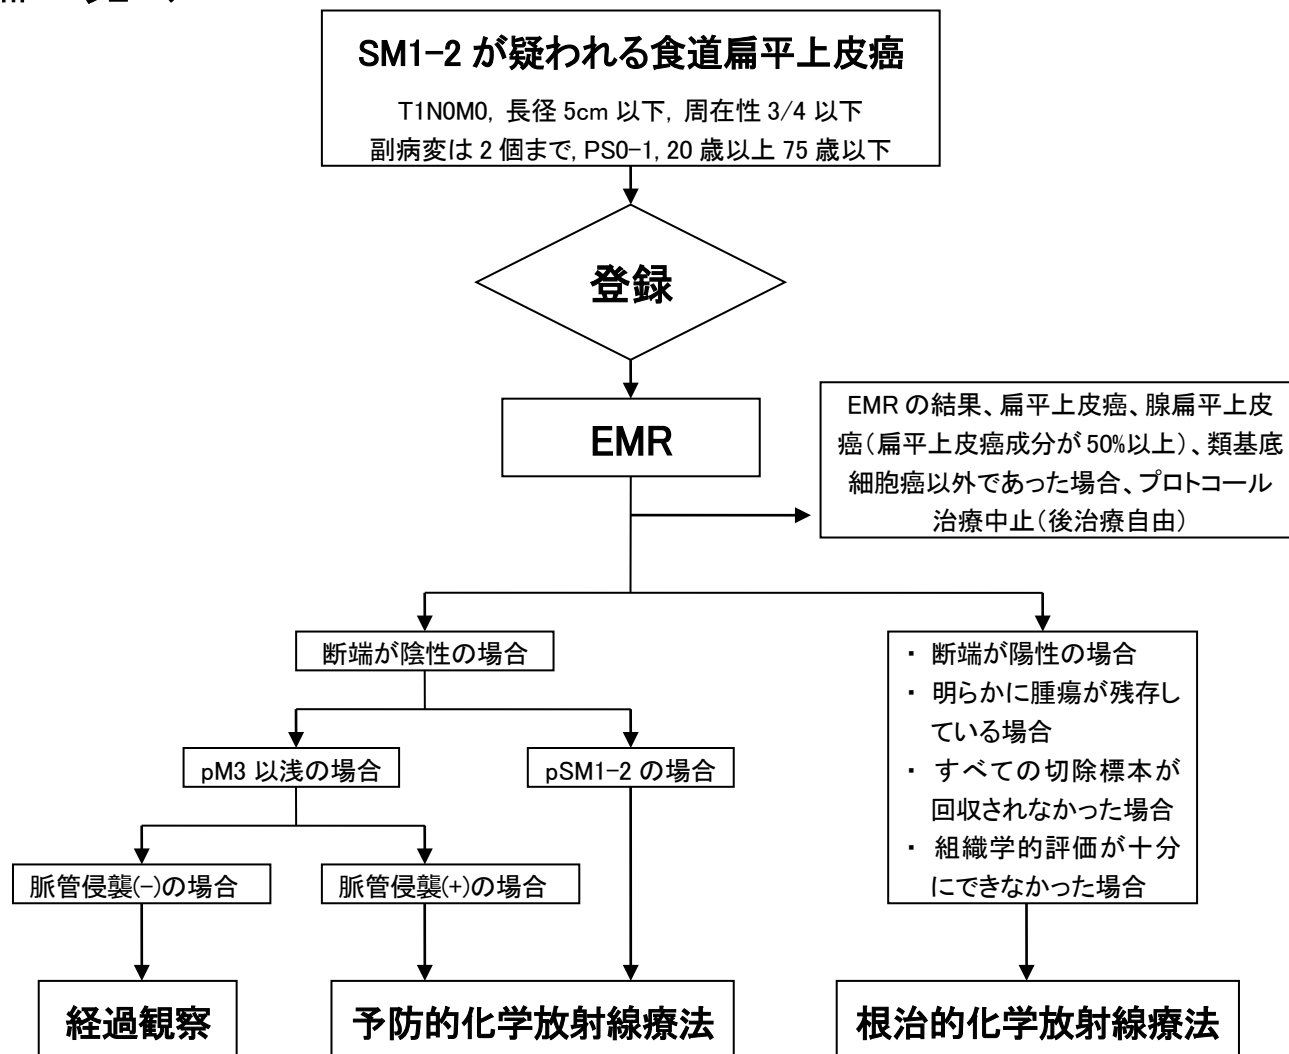 SM1-2 が疑われる食道扁平上皮癌
T1N0M0, 長径 5cm 以下, 周在性 3/4 以下
副病変は 2 個まで, PS0-1, 20 歳以上 75 歳以下
登録
EMR
EMR の結果、扁平上皮癌、腺扁平上皮
癌(扁平上皮癌成分が 50%以上)、類基底
細胞癌以外であった場合、プロトコール
治療中止(後治療自由)
断端が陰性の場合
・ 断端が陽性の場合
・ 明らかに腫瘍が残存し
ている場合
・ すべての切除標本が
回収されなかった場合
・ 組織学的評価が十分
にできなかった場合
pM3 以浅の場合
pSM1-2 の場合
脈管侵襲(-)の場合
脈管侵襲(+)の場合
経過観察
予防的化学放射線療法
根治的化学放射線療法